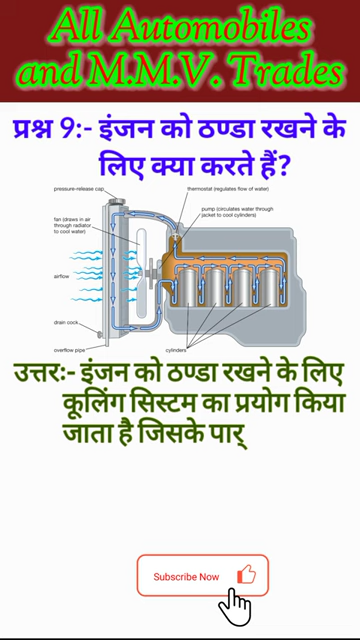 All Automobiles
and M.M.V. Trades
प्रश्न 9:- इंजन को ठण्डा रखने के
लिए क्या करते हैं?
pressure-release cap
thermostat (regulates flow of water)
fan (draws in air
through radiator
to cool water)
pump (circulates water through
jacket to cool cylinders)
airflow
drain cock
overflow pipe
cylinders
उत्तरः- इंजन को ठण्डा रखने के लिए
कूलिंग सिस्टम का प्रयोग किया
जाता है जिसके पार्
Subscribe Now